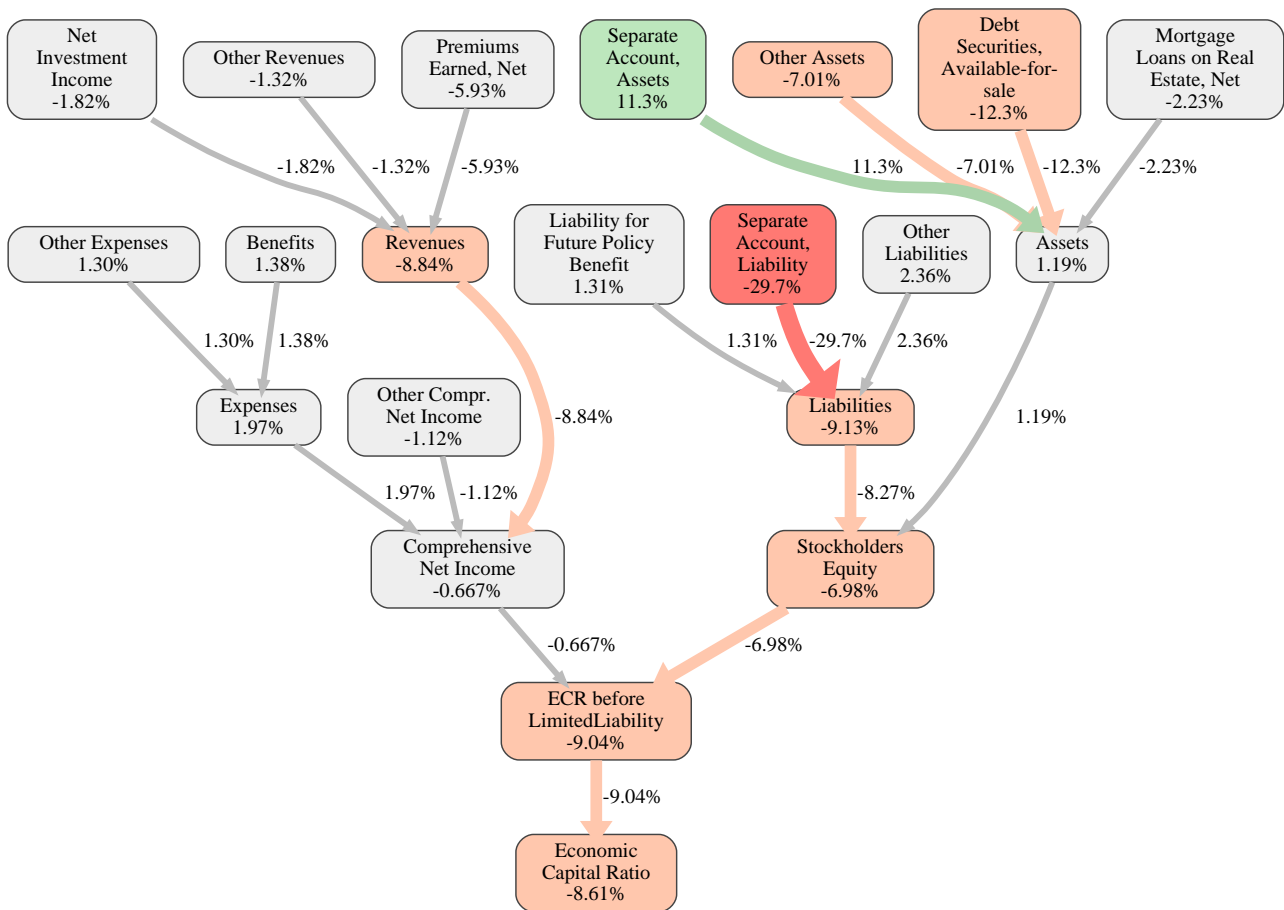 Net
Investment
Income
-1.82%
Other Revenues
-1.32%
Premiums
Earned, Net
-5.93%
Separate
Account,
Assets
11.3%
Other Assets
-7.01%
Debt
Securities,
Available-for-
sale
-12.3%
Mortgage
Loans on Real
Estate, Net
-2.23%
-1.82%
-1.32%
-5.93%
11.3%
-7.01%
-12.3%
-2.23%
Other Expenses
1.30%
Benefits
1.38%
Revenues
-8.84%
Liability for
Future Policy
Benefit
1.31%
Separate
Account,
Liability
-29.7%
Other
Liabilities
2.36%
Assets
1.19%
1.30%
1.38%
1.31%
-29.7%
2.36%
Expenses
1.97%
Other Compr.
Net Income
-1.12%
-8.84%
Liabilities
-9.13%
1.19%
1.97%
-1.12%
-8.27%
Comprehensive
Net Income
-0.667%
Stockholders
Equity
-6.98%
-0.667%
-6.98%
ECR before
LimitedLiability
-9.04%
-9.04%
Economic
Capital Ratio
-8.61%